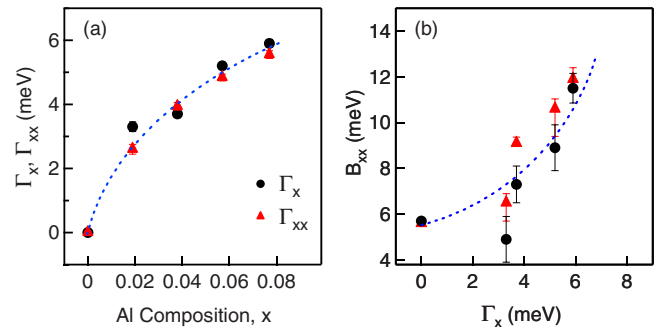 (a)
Γx, Γxx (meV)
6
4
2
0
Γx
Γxx
0
0.02
0.04
0.06
0.08
Al Composition, x
(b)
Bxx (meV)
14
12
10
8
6
4
0
2
4
6
8
Γx (meV)